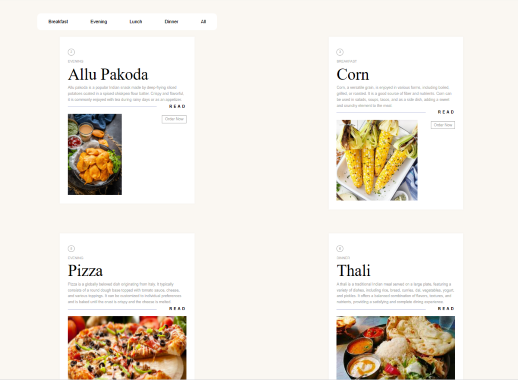 Breakfast Evening Lunch Dinner All
EVENING
Allu Pakoda
Allu pakoda is a popular Indian snack made by deep-frying sliced
potatoes coated in a spiced chickpea flour batter. Crispy and flavorful,
it is commonly enjoyed with tea during rainy days or as an appetizer.
READ
Order Now
BREAKFAST
Corn
Corn, a versatile grain, is enjoyed in various forms, including boiled,
grilled, or roasted. It is a good source of fiber and nutrients. Corn can
be used in salads, soups, tacos, and as a side dish, adding a sweet
and crunchy element to the meal.
READ
Order Now
EVENING
Pizza
Pizza is a globally beloved dish originating from Italy. It typically
consists of a round dough base topped with tomato sauce, cheese,
and various toppings. It can be customized to individual preferences
and is baked until the crust is crispy and the cheese is melted.
READ
DINNER
Thali
A thali is a traditional Indian meal served on a large plate, featuring a
variety of dishes, including rice, bread, curries, dal, vegetables, yogurt,
and pickles. It offers a balanced combination of flavors, textures, and
nutrients, providing a satisfying and complete dining experience.
READ